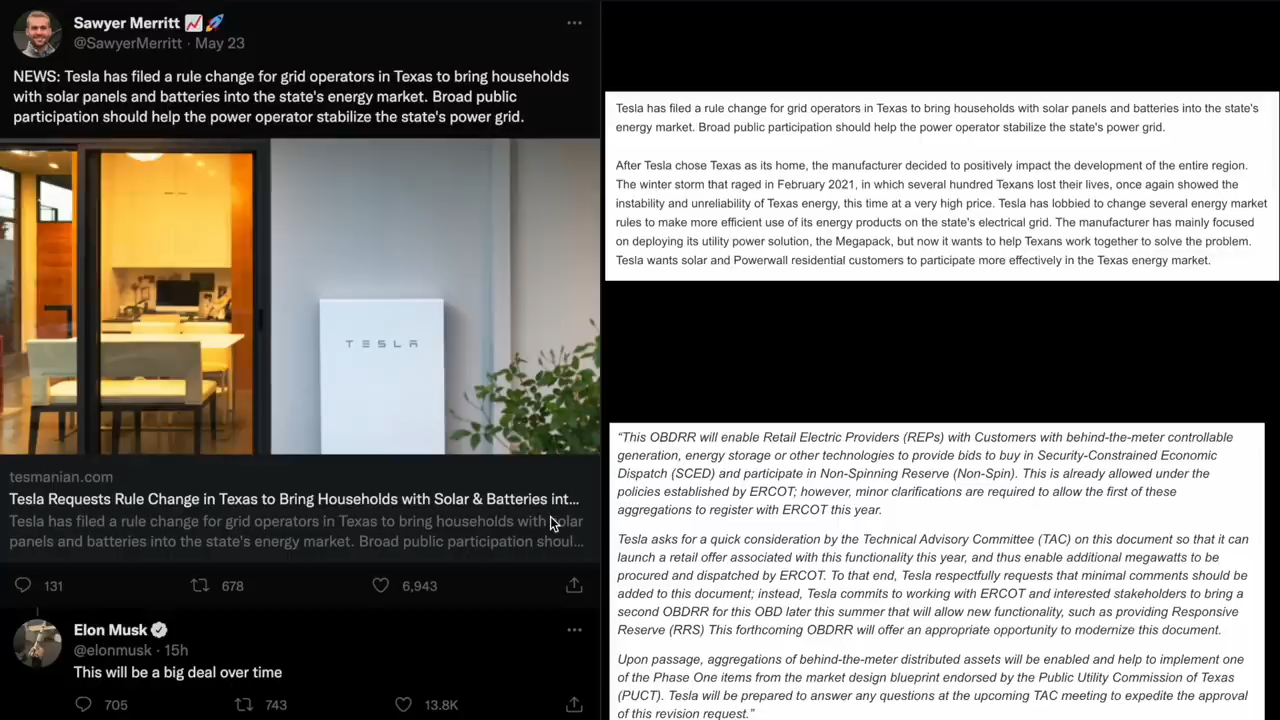 Sawyer Merritt 📈🚀
@SawyerMerritt · May 23
NEWS: Tesla has filed a rule change for grid operators in Texas to bring households
with solar panels and batteries into the state's energy market. Broad public
participation should help the power operator stabilize the state's power grid.
TESLA
tesmanian.com
Tesla Requests Rule Change in Texas to Bring Households with Solar & Batteries int...
Tesla has filed a rule change for grid operators in Texas to bring households with solar
panels and batteries into the state's energy market. Broad public participation shoul...
131 678 6,943
Elon Musk
@elonmusk · 15h
This will be a big deal over time
705 743 13.8K
Tesla has filed a rule change for grid operators in Texas to bring households with solar panels and batteries into the state's
energy market. Broad public participation should help the power operator stabilize the state's power grid.
After Tesla chose Texas as its home, the manufacturer decided to positively impact the development of the entire region.
The winter storm that raged in February 2021, in which several hundred Texans lost their lives, once again showed the
instability and unreliability of Texas energy, this time at a very high price. Tesla has lobbied to change several energy market
rules to make more efficient use of its energy products on the state's electrical grid. The manufacturer has mainly focused
on deploying its utility power solution, the Megapack, but now it wants to help Texans work together to solve the problem.
Tesla wants solar and Powerwall residential customers to participate more effectively in the Texas energy market.
“This OBDRR will enable Retail Electric Providers (REPs) with Customers with behind-the-meter controllable
generation, energy storage or other technologies to provide bids to buy in Security-Constrained Economic
Dispatch (SCED) and participate in Non-Spinning Reserve (Non-Spin). This is already allowed under the
policies established by ERCOT; however, minor clarifications are required to allow the first of these
aggregations to register with ERCOT this year.
Tesla asks for a quick consideration by the Technical Advisory Committee (TAC) on this document so that it can
launch a retail offer associated with this functionality this year, and thus enable additional megawatts to be
procured and dispatched by ERCOT. To that end, Tesla respectfully requests that minimal comments should be
added to this document; instead, Tesla commits to working with ERCOT and interested stakeholders to bring a
second OBDRR for this OBD later this summer that will allow new functionality, such as providing Responsive
Reserve (RRS) This forthcoming OBDRR will offer an appropriate opportunity to modernize this document.
Upon passage, aggregations of behind-the-meter distributed assets will be enabled and help to implement one
of the Phase One items from the market design blueprint endorsed by the Public Utility Commission of Texas
(PUCT). Tesla will be prepared to answer any questions at the upcoming TAC meeting to expedite the approval
of this revision request.”